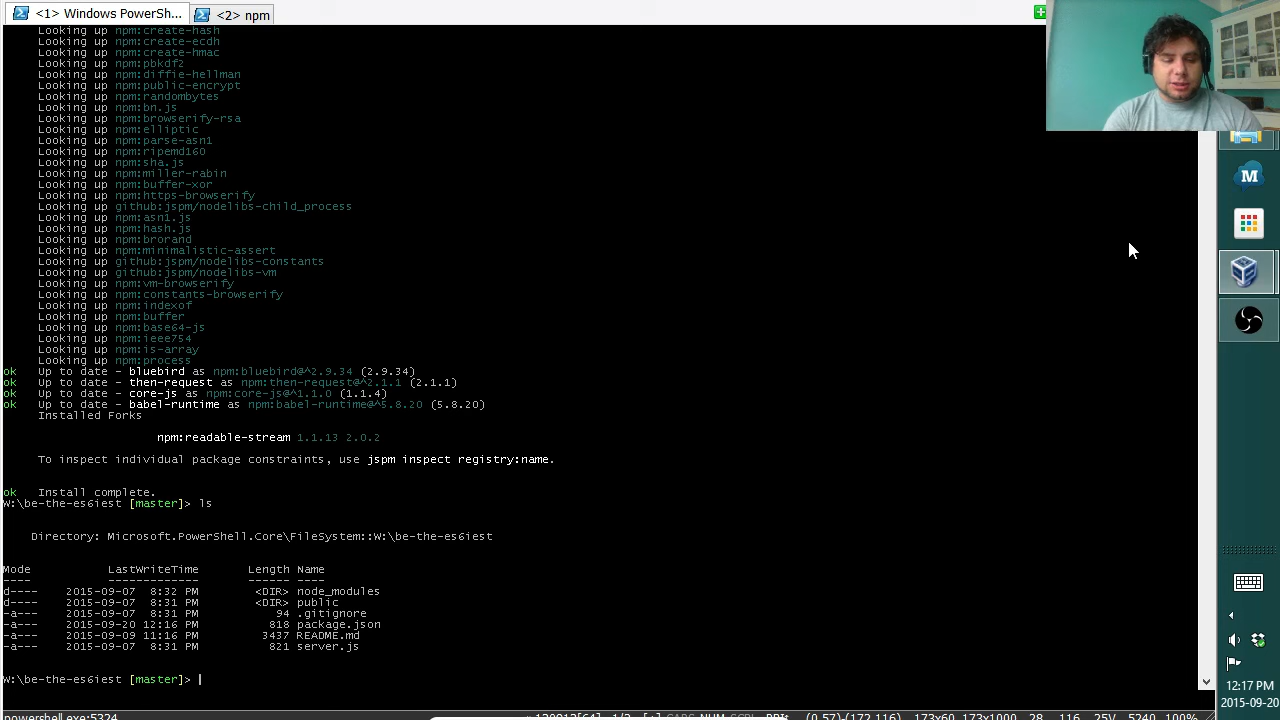 <1> Windows PowerShe...
<2> npm
Looking up npm:create-hash
Looking up npm:create-ecdh
Looking up npm:create-hmac
Looking up npm:pbkdf2
Looking up npm:diffie-hellman
Looking up npm:public-encrypt
Looking up npm:randombytes
Looking up npm:bn.js
Looking up npm:browserify-rsa
Looking up npm:elliptic
Looking up npm:parse-asn1
Looking up npm:ripemd160
Looking up npm:sha.js
Looking up npm:miller-rabin
Looking up npm:buffer-xor
Looking up npm:https-browserify
Looking up github:jspm/nodelibs-child_process
Looking up npm:asn1.js
Looking up npm:hash.js
Looking up npm:brorand
Looking up npm:minimalistic-assert
Looking up github:jspm/nodelibs-constants
Looking up github:jspm/nodelibs-vm
Looking up npm:vm-browserify
Looking up npm:constants-browserify
Looking up npm:indexof
Looking up npm:buffer
Looking up npm:base64-js
Looking up npm:ieee754
Looking up npm:is-array
Looking up npm:process
ok Up to date - bluebird as npm:bluebird@^2.9.34 (2.9.34)
ok Up to date - then-request as npm:then-request@^2.1.1 (2.1.1)
ok Up to date - core-js as npm:core-js@^1.1.0 (1.1.4)
ok Up to date - babel-runtime as npm:babel-runtime@^5.8.20 (5.8.20)
Installed Forks
npm:readable-stream 1.1.13 2.0.2
To inspect individual package constraints, use jspm inspect registry:name.
ok Install complete.
W:\be-the-es6iest [master]> ls
Directory: Microsoft.PowerShell.Core\FileSystem::W:\be-the-es6iest
Mode LastWriteTime Length Name
---- ------------- ------ ----
d---- 2015-09-07 8:32 PM <DIR> node_modules
d---- 2015-09-07 8:31 PM <DIR> public
-a--- 2015-09-07 8:31 PM 94 .gitignore
-a--- 2015-09-20 12:16 PM 818 package.json
-a--- 2015-09-09 11:16 PM 3437 README.md
-a--- 2015-09-07 8:31 PM 821 server.js
W:\be-the-es6iest [master]>
M
12:17 PM
2015-09-20